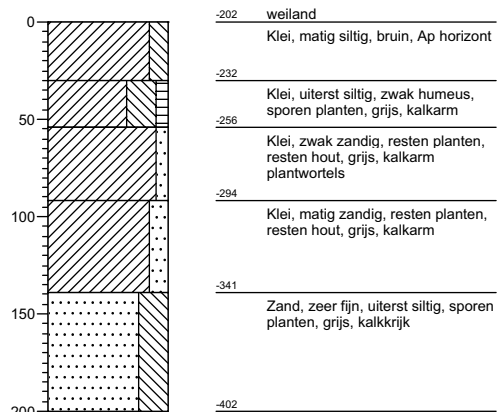 0
50
100
150
200
-202 weiland
Klei, matig siltig, bruin, Ap horizont
-232
Klei, uiterst siltig, zwak humeus,
sporen planten, grijs, kalkarm
-256
Klei, zwak zandig, resten planten,
resten hout, grijs, kalkarm
plantwortels
-294
Klei, matig zandig, resten planten,
resten hout, grijs, kalkarm
-341
Zand, zeer fijn, uiterst siltig, sporen
planten, grijs, kalkkrijk
-402